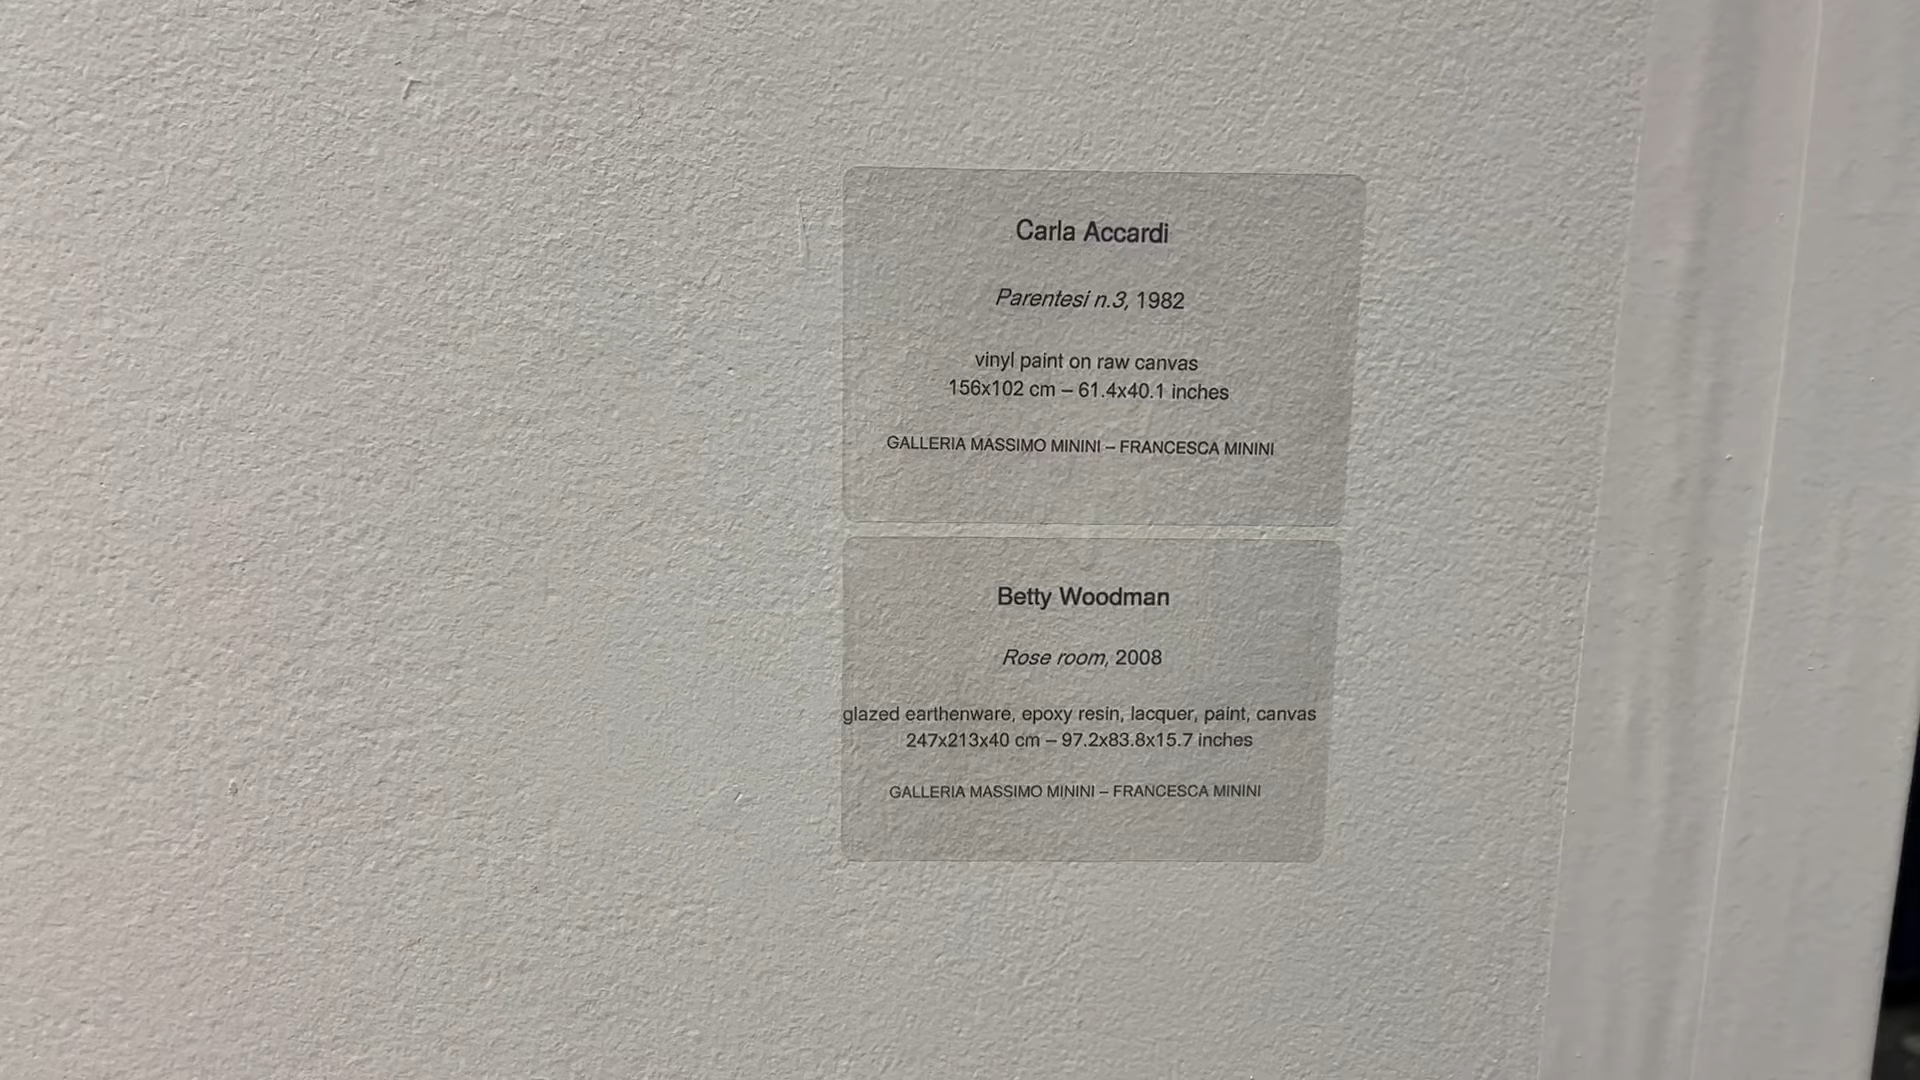 Carla Accardi
Parentesi n.3, 1982
vinyl paint on raw canvas
156x102 cm – 61.4x40.1 inches
GALLERIA MASSIMO MININI – FRANCESCA MININI
Betty Woodman
Rose room, 2008
glazed earthenware, epoxy resin, lacquer, paint, canvas
247x213x40 cm – 97.2x83.8x15.7 inches
GALLERIA MASSIMO MININI – FRANCESCA MININI